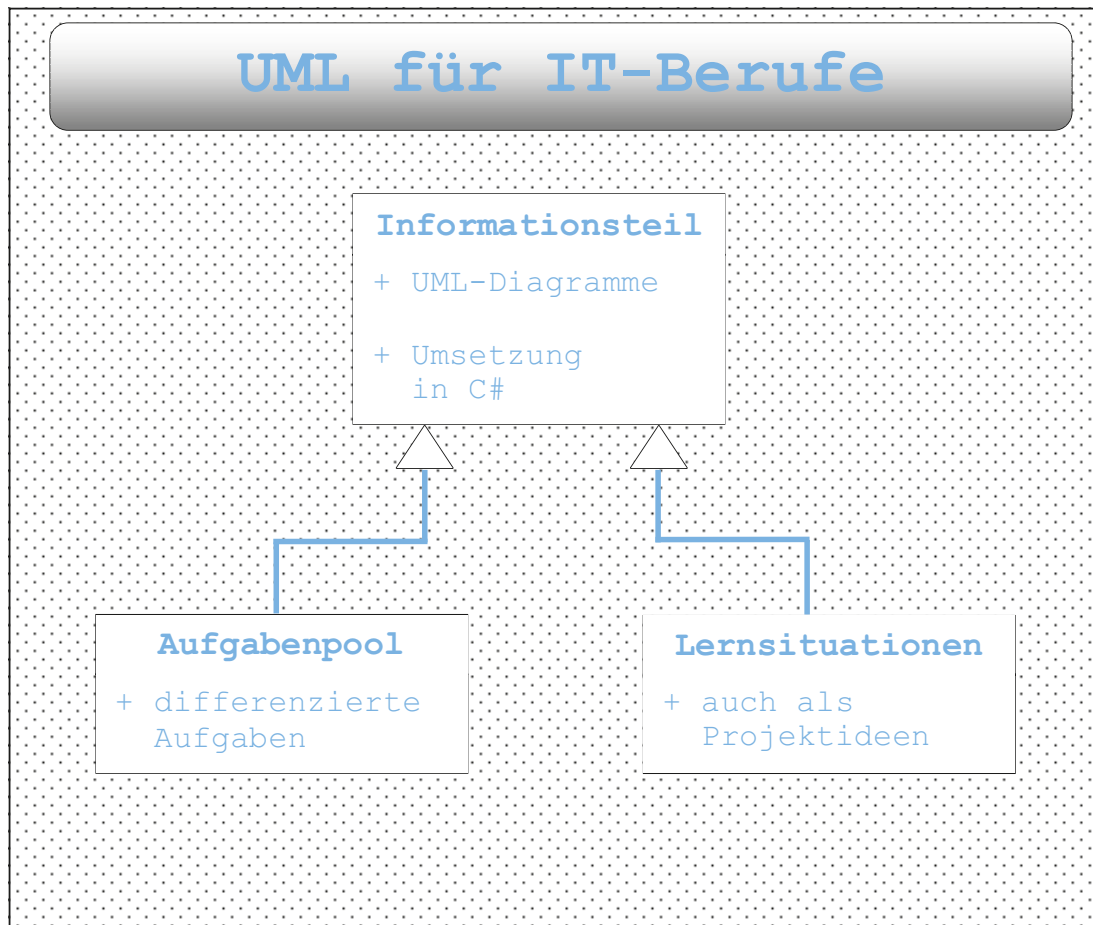 UML für IT-Berufe
Informationsteil
+ UML-Diagramme
+ Umsetzung
in C#
Aufgabenpool
+ differenzierte
Aufgaben
Lernsituationen
+ auch als
Projektideen